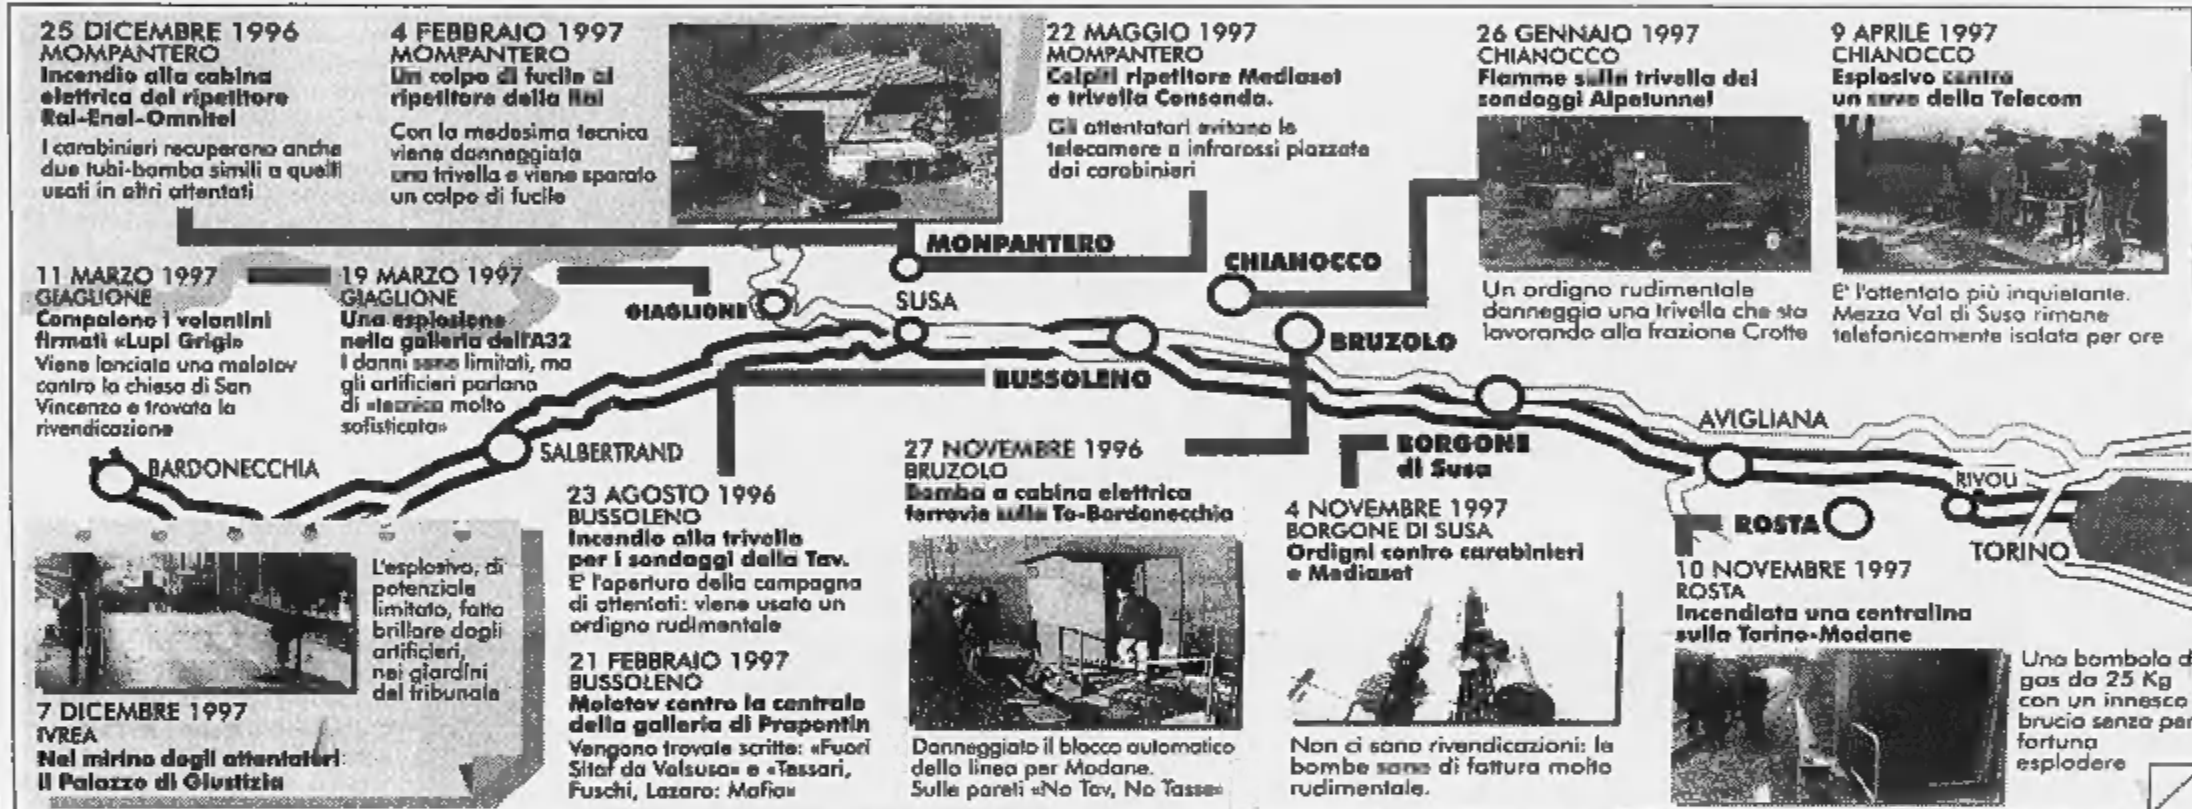 25 DICEMBRE 1996
MOMPANTERO
Incendio alla cabina
elettrica del ripetitore
Rai-Enel-Omnitel
I carabinieri recuperano anche
due tubi-bomba simili a quelli
usati in altri attentati
4 FEBBRAIO 1997
MOMPANTERO
Un colpo di fucile al
ripetitore della Rai
Con la medesima tecnica
viene danneggiata
una trivella e viene sparato
un colpo di fucile
22 MAGGIO 1997
MOMPANTERO
Colpiti ripetitore Mediaset
e trivella Consonda.
Gli attentatori evitano le
telecamere a infrarossi piazzate
dai carabinieri
26 GENNAIO 1997
CHIANOCCO
Fiamme sulla trivella dei
sondaggi Alpetunnel
Un ordigno rudimentale
danneggia una trivella che sta
lavorando alla frazione Crotte
9 APRILE 1997
CHIANOCCO
Esplosivo contro
un della Telecom
E' l'attentato più inquietante.
Mezza Val di Susa rimane
telefonicamente isolata per ore
MONPANTERO
CHIANOCCO
11 MARZO 1997
GIAGLIONE
Compaiono i volantini
firmati «Lupi Grigi»
Viene lanciata una molotov
contro la chiesa di San
Vincenzo e trovata la
rivendicazione
19 MARZO 1997
GIAGLIONE
Una esplosione
nella galleria dell'A32
I danni sono limitati, ma
gli artificieri parlano
di «tecnica molto
sofisticata»
GIAGLIONE
SUSA
BRUZOLO
BUSSOLENO
AVIGLIANA
BORGONE
di Susa
SALBERTRAND
BARDONECCHIA
RIVOLI
ROSTA
TORINO
L'esplosivo, di
potenziale
limitato, fatto
brillare dagli
artificieri,
nei giardini
del tribunale
7 DICEMBRE 1997
IVREA
Nel mirino degli attentatori
il Palazzo di Giustizia
23 AGOSTO 1996
BUSSOLENO
Incendio alla trivella
per i sondaggi della Tav.
E' l'apertura della campagna
di attentati: viene usato un
ordigno rudimentale
21 FEBBRAIO 1997
BUSSOLENO
Molotov contro la centrale
della galleria di Prapontin
Vengono trovate scritte: «Fuori
Sitaf da Valsusa» e «Tessari,
Fuschi, Lazaro: Mafia»
27 NOVEMBRE 1996
BRUZOLO
Bomba a cabina elettrica
ferrovie sulla To-Bardonecchia
Danneggiato il blocco automatico
della linea per Modane.
Sulle pareti «No Tav, No Tasse»
4 NOVEMBRE 1997
BORGONE DI SUSA
Ordigni contro carabinieri
e Mediaset
Non ci sono rivendicazioni: le
bombe sono di fattura molto
rudimentale.
10 NOVEMBRE 1997
ROSTA
Incendiata una centralina
sulla Torino-Modane
Una bombola d
gas da 25 Kg
con un innesco
brucia senza per
fortuna
esplodere